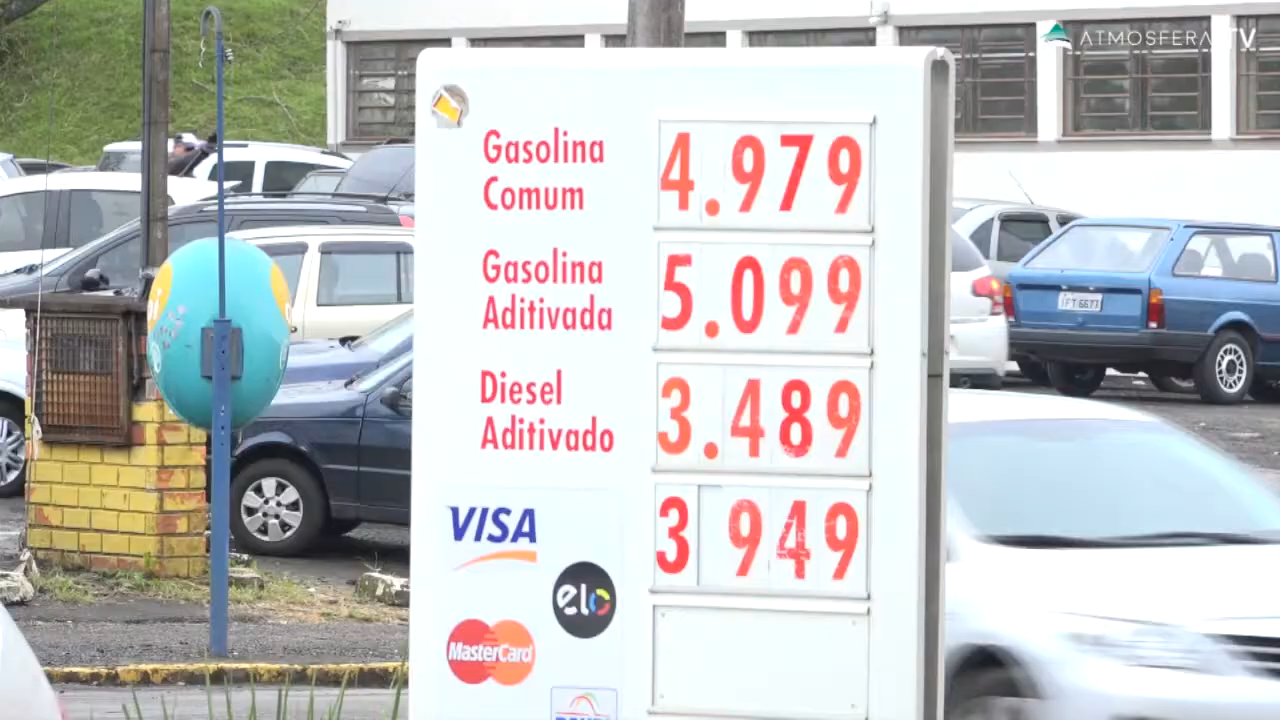 ATMOSFERA TV
Gasolina
Comum
4.979
Gasolina
Aditivada
5.099
Diesel
Aditivado
3.489
3 949
VISA
elo
MasterCard